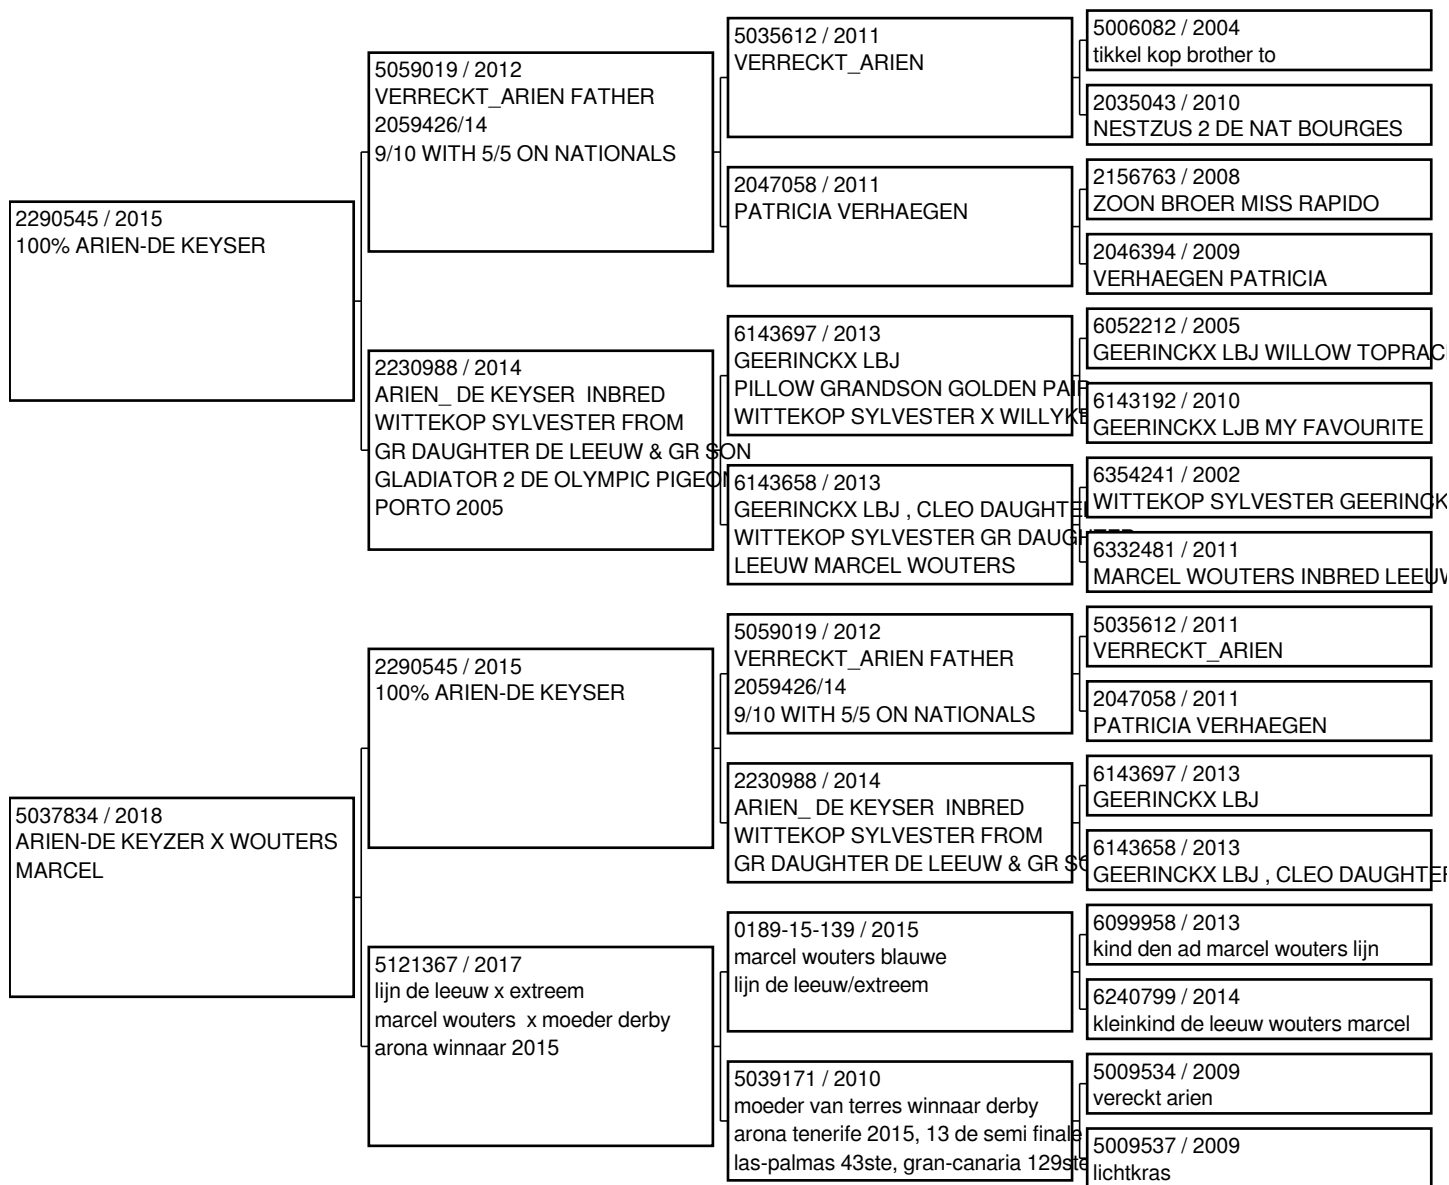 2290545 / 2015
100% ARIEN-DE KEYSER
5037834 / 2018
ARIEN-DE KEYZER X WOUTERS
MARCEL
5059019 / 2012
VERRECKT_ARIEN FATHER
2059426/14
9/10 WITH 5/5 ON NATIONALS
2230988 / 2014
ARIEN_ DE KEYSER  INBRED
WITTEKOP SYLVESTER FROM
GR DAUGHTER DE LEEUW & GR SON
GLADIATOR 2 DE OLYMPIC PIGEON
PORTO 2005
2290545 / 2015
100% ARIEN-DE KEYSER
5121367 / 2017
lijn de leeuw x extreem
marcel wouters  x moeder derby
arona winnaar 2015
5035612 / 2011
VERRECKT_ARIEN
2047058 / 2011
PATRICIA VERHAEGEN
6143697 / 2013
GEERINCKX LBJ
PILLOW GRANDSON GOLDEN PAIR
WITTEKOP SYLVESTER X WILLYKE
6143658 / 2013
GEERINCKX LBJ , CLEO DAUGHTER
WITTEKOP SYLVESTER GR DAUGHTER
LEEUW MARCEL WOUTERS
5059019 / 2012
VERRECKT_ARIEN FATHER
2059426/14
9/10 WITH 5/5 ON NATIONALS
2230988 / 2014
ARIEN_ DE KEYSER  INBRED
WITTEKOP SYLVESTER FROM
GR DAUGHTER DE LEEUW & GR SO
0189-15-139 / 2015
marcel wouters blauwe
lijn de leeuw/extreem
5039171 / 2010
moeder van terres winnaar derby
arona tenerife 2015, 13 de semi finale
las-palmas 43ste, gran-canaria 129ste
5006082 / 2004
tikkel kop brother to
2035043 / 2010
NESTZUS 2 DE NAT BOURGES
2156763 / 2008
ZOON BROER MISS RAPIDO
2046394 / 2009
VERHAEGEN PATRICIA
6052212 / 2005
GEERINCKX LBJ WILLOW TOPRAC
6143192 / 2010
GEERINCKX LJB MY FAVOURITE
6354241 / 2002
WITTEKOP SYLVESTER GEERINCK
6332481 / 2011
MARCEL WOUTERS INBRED LEEUW
5035612 / 2011
VERRECKT_ARIEN
2047058 / 2011
PATRICIA VERHAEGEN
6143697 / 2013
GEERINCKX LBJ
6143658 / 2013
GEERINCKX LBJ , CLEO DAUGHTER
6099958 / 2013
kind den ad marcel wouters lijn
6240799 / 2014
kleinkind de leeuw wouters marcel
5009534 / 2009
vereckt arien
5009537 / 2009
lichtkras